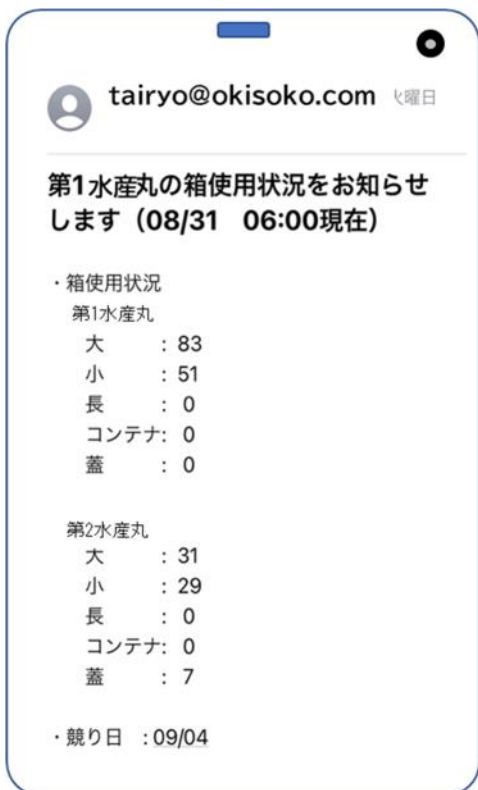 tairyo@okisoko.com 火曜日
第1水産丸の箱使用状況をお知らせ
します（08/31　06:00現在）
・箱使用状況
第1水産丸
大　　: 83
小　　: 51
長　　: 0
コンテナ: 0
蓋　　: 0
第2水産丸
大　　: 31
小　　: 29
長　　: 0
コンテナ: 0
蓋　　: 7
・競り日　: 09/04